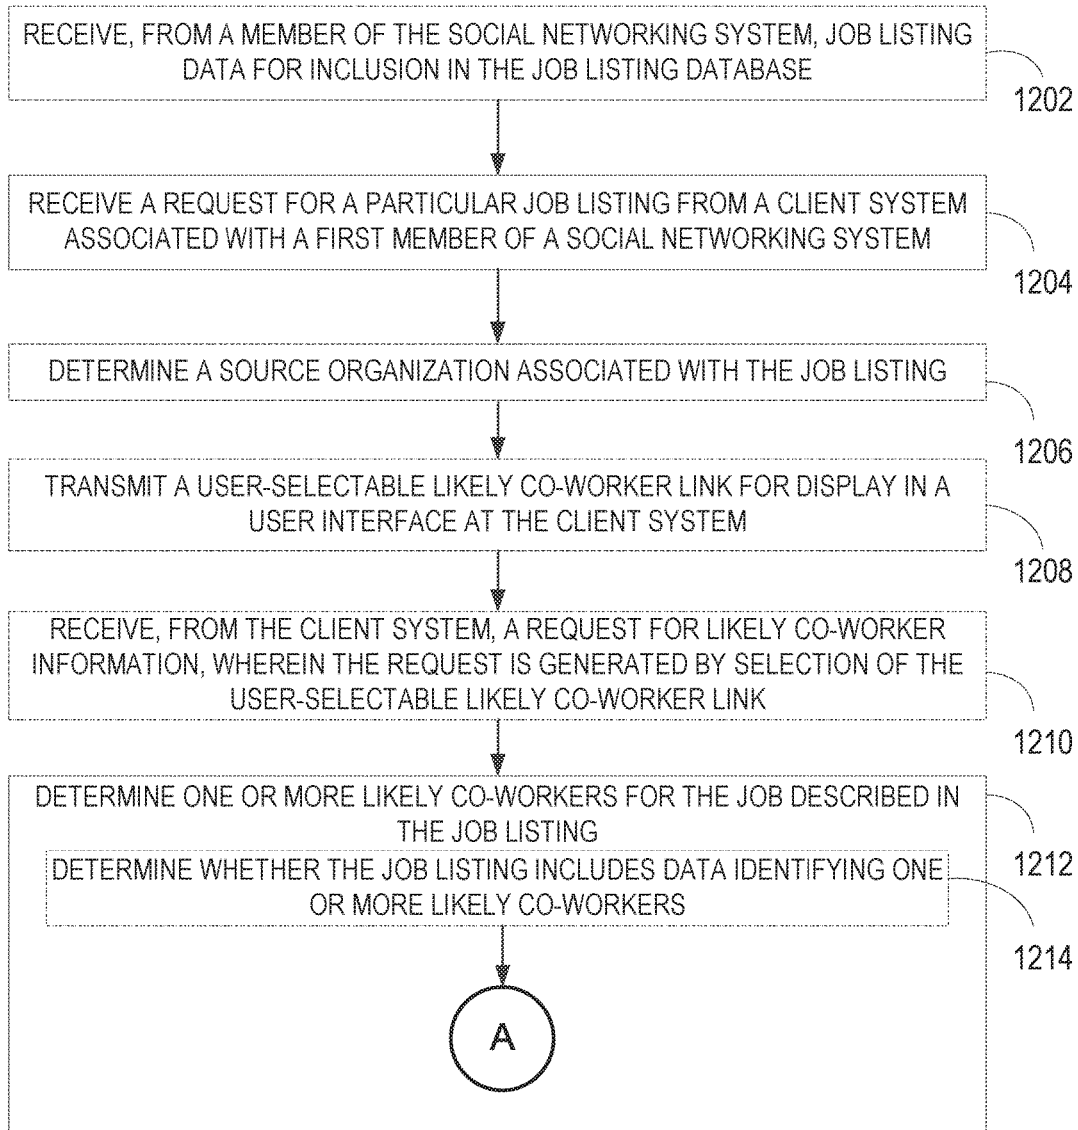 RECEIVE, FROM A MEMBER OF THE SOCIAL NETWORKING SYSTEM, JOB LISTING
DATA FOR INCLUSION IN THE JOB LISTING DATABASE
1202
RECEIVE A REQUEST FOR A PARTICULAR JOB LISTING FROM A CLIENT SYSTEM
ASSOCIATED WITH A FIRST MEMBER OF A SOCIAL NETWORKING SYSTEM
1204
DETERMINE A SOURCE ORGANIZATION ASSOCIATED WITH THE JOB LISTING
1206
TRANSMIT A USER-SELECTABLE LIKELY CO-WORKER LINK FOR DISPLAY IN A
USER INTERFACE AT THE CLIENT SYSTEM
1208
RECEIVE, FROM THE CLIENT SYSTEM, A REQUEST FOR LIKELY CO-WORKER
INFORMATION, WHEREIN THE REQUEST IS GENERATED BY SELECTION OF THE
USER-SELECTABLE LIKELY CO-WORKER LINK
1210
DETERMINE ONE OR MORE LIKELY CO-WORKERS FOR THE JOB DESCRIBED IN
THE JOB LISTING
1212
DETERMINE WHETHER THE JOB LISTING INCLUDES DATA IDENTIFYING ONE
OR MORE LIKELY CO-WORKERS
1214
A